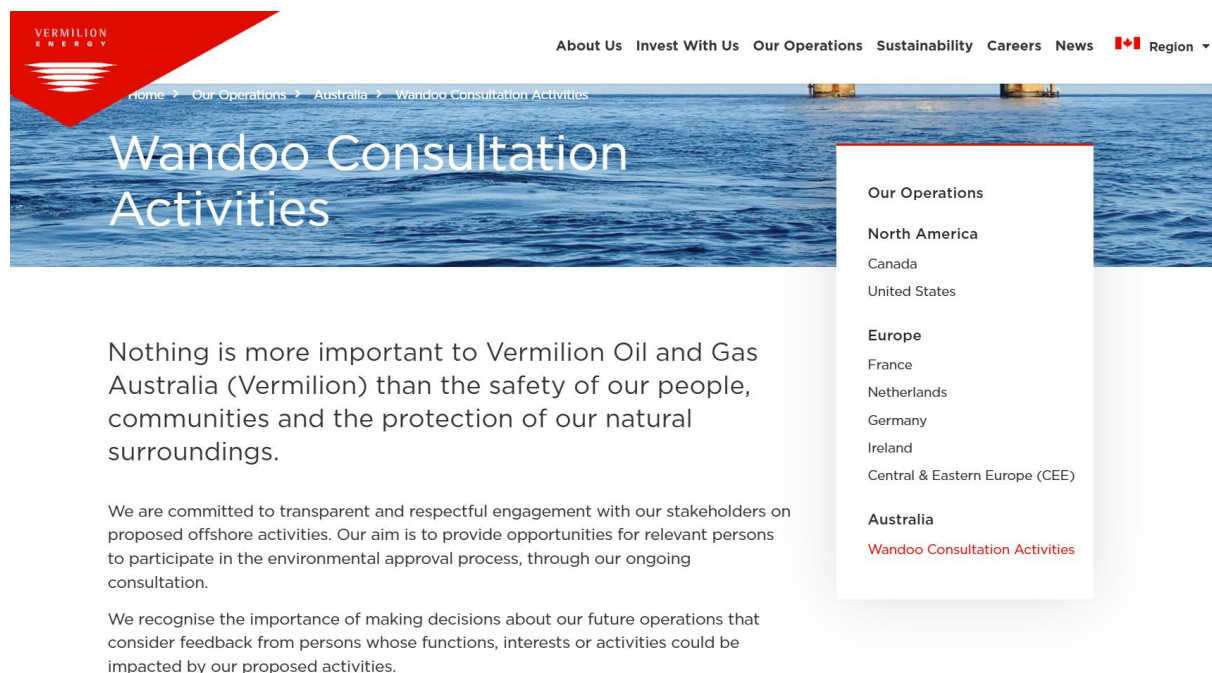 VERMILION
ENERGY
About Us Invest With Us Our Operations Sustainability Careers News Region
Home > Our Operations > Australia > Wandoo Consultation Activities
Wandoo Consultation
Activities
Nothing is more important to Vermilion Oil and Gas
Australia (Vermilion) than the safety of our people,
communities and the protection of our natural
surroundings.
We are committed to transparent and respectful engagement with our stakeholders on
proposed offshore activities. Our aim is to provide opportunities for relevant persons
to participate in the environmental approval process, through our ongoing
consultation.
We recognise the importance of making decisions about our future operations that
consider feedback from persons whose functions, interests or activities could be
impacted by our proposed activities.
Our Operations
North America
Canada
United States
Europe
France
Netherlands
Germany
Ireland
Central & Eastern Europe (CEE)
Australia
Wandoo Consultation Activities